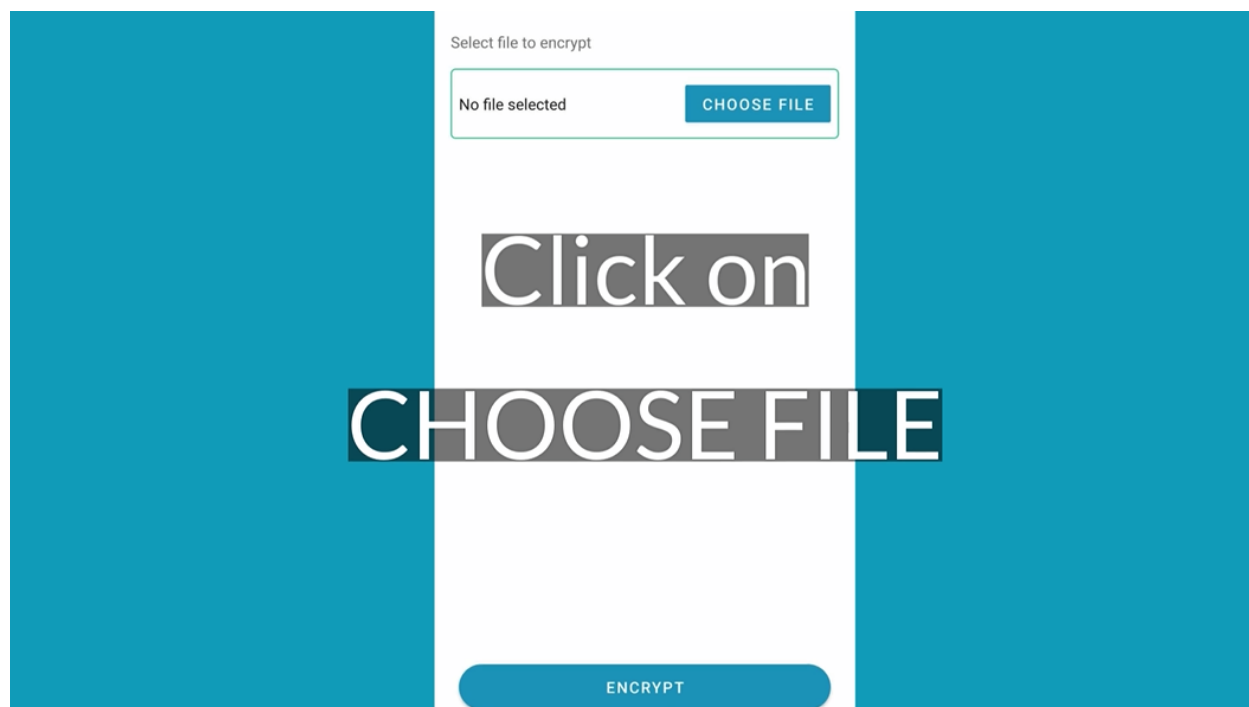 Select file to encrypt
No file selected CHOOSE FILE
Click on
CHOOSE FILE
ENCRYPT